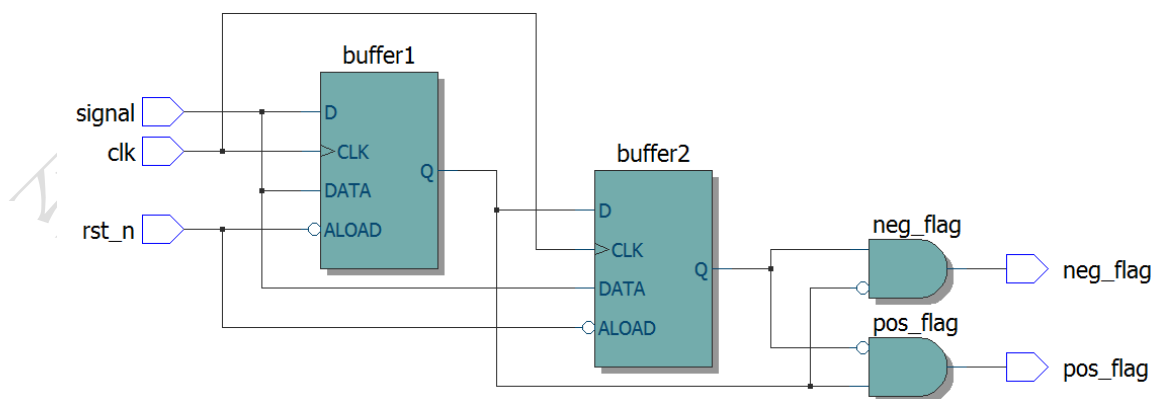 buffer1
signal
D
clk
CLK
buffer2
Q
DATA
D
rst_n
ALOAD
neg_flag
CLK
Q
neg_flag
DATA
pos_flag
ALOAD
pos_flag